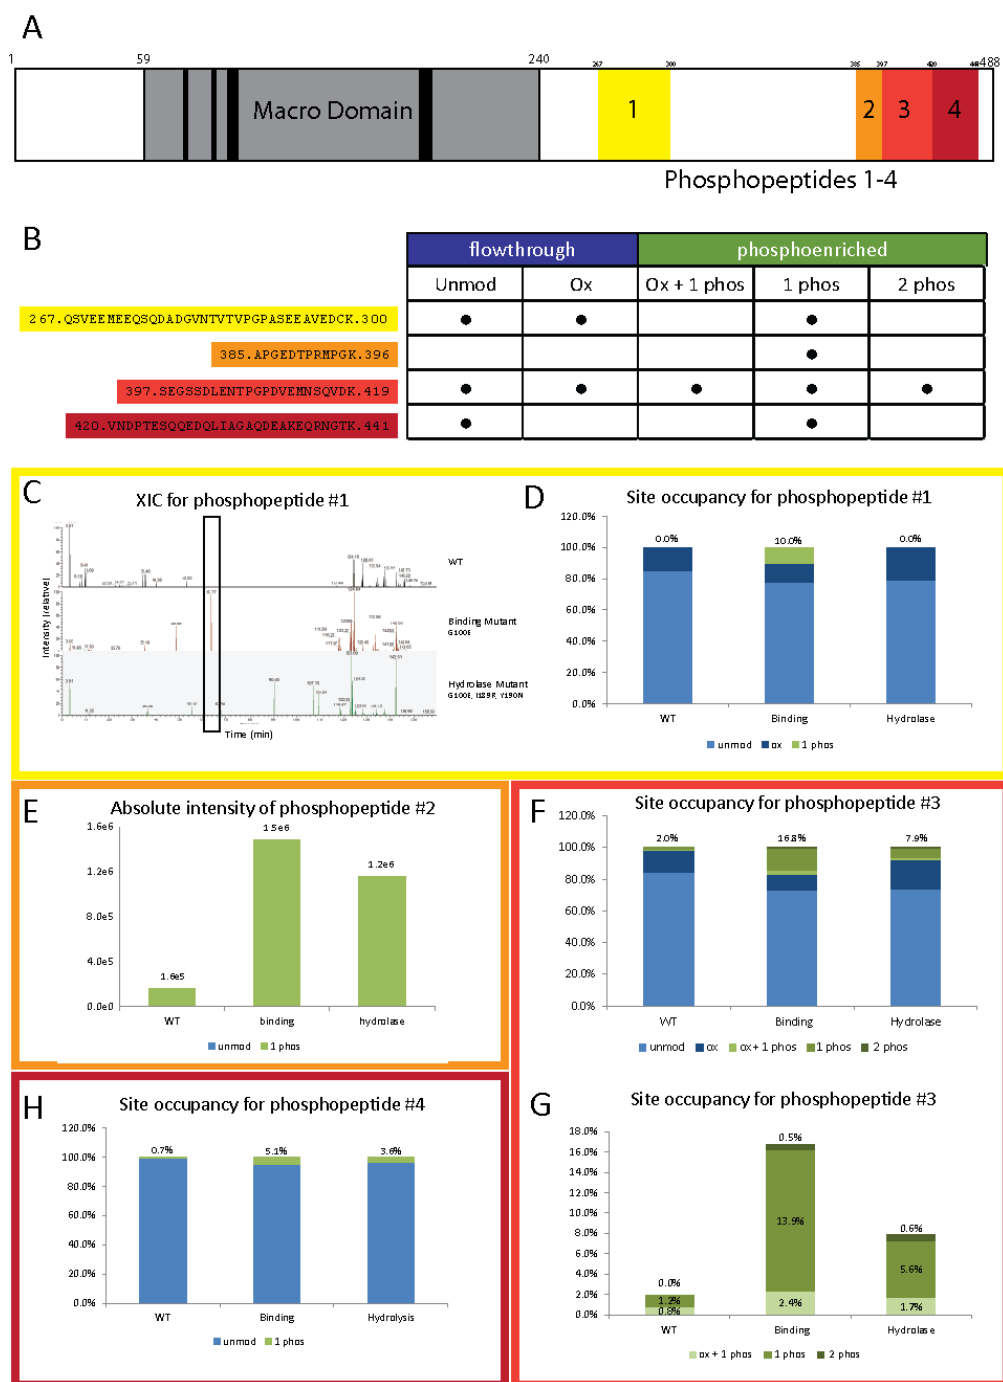 A
1
59
240
267
300
385
397
420
488
Macro Domain
1
2
3
4
Phosphopeptides 1-4
B
flowthrough
phosphoenriched
Unmod
Ox
Ox + 1 phos
1 phos
2 phos
267.QSVEEMEEQSQDADGVNTVTVPGPASEEAVEDCK.300
385.APGEDTPRMPGK.396
397.SEGSSDLENTPGPDVEMNSQVDK.419
420.VNDPTESQQEDQLIAGAQDEAKEQRNGTK.441
C
XIC for phosphopeptide #1
WT
Binding Mutant
G100E
Hydrolase Mutant
Intensity (relative)
Time (min)
D
Site occupancy for phosphopeptide #1
120.0%
100.0%
80.0%
60.0%
40.0%
20.0%
0.0%
0.0%
10.0%
0.0%
WT
Binding
Hydrolase
unmod
ox
1 phos
E
Absolute intensity of phosphopeptide #2
1.6e6
1.2e6
8.0e5
4.0e5
0.0e0
1.6e5
1.5e6
1.2e6
WT
binding
hydrolase
unmod
1 phos
F
Site occupancy for phosphopeptide #3
120.0%
100.0%
80.0%
60.0%
40.0%
20.0%
0.0%
2.0%
16.8%
7.9%
WT
Binding
Hydrolase
unmod
ox
ox + 1 phos
1 phos
2 phos
G
Site occupancy for phosphopeptide #3
18.0%
16.0%
14.0%
12.0%
10.0%
8.0%
6.0%
4.0%
2.0%
0.0%
0.0%
1.2%
0.8%
0.5%
13.9%
2.4%
0.6%
5.6%
1.7%
WT
Binding
Hydrolase
ox + 1 phos
1 phos
2 phos
H
Site occupancy for phosphopeptide #4
120.0%
100.0%
80.0%
60.0%
40.0%
20.0%
0.0%
0.7%
5.1%
3.6%
WT
Binding
Hydrolysis
unmod
1 phos